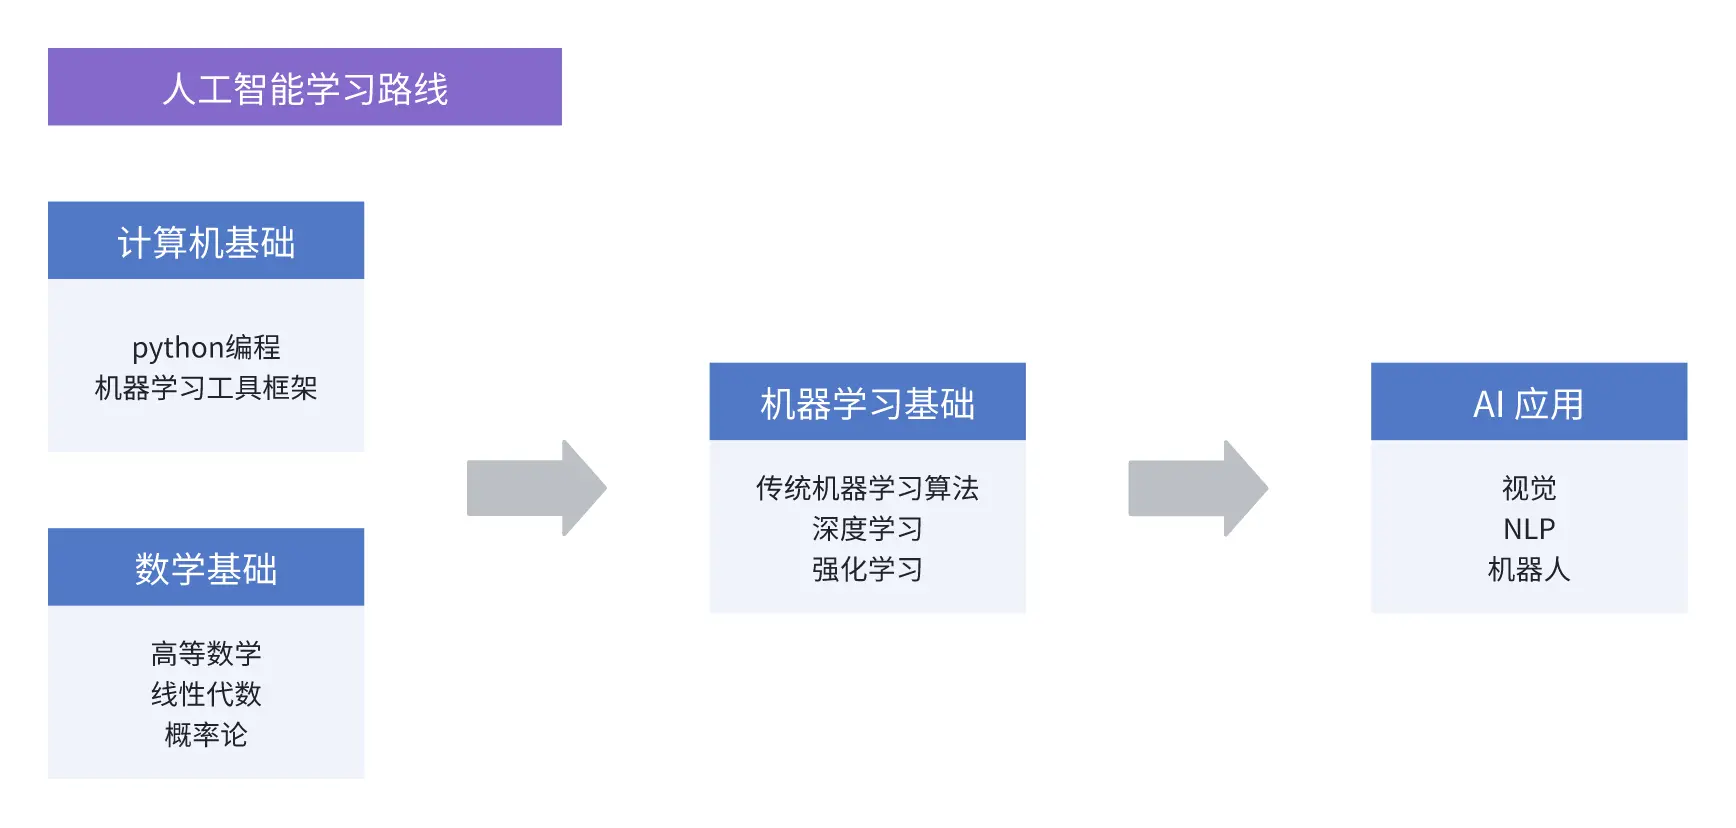 人工智能学习路线
计算机基础
python编程
机器学习工具框架
数学基础
高等数学
线性代数
概率论
机器学习基础
传统机器学习算法
深度学习
强化学习
AI 应用
视觉
NLP
机器人